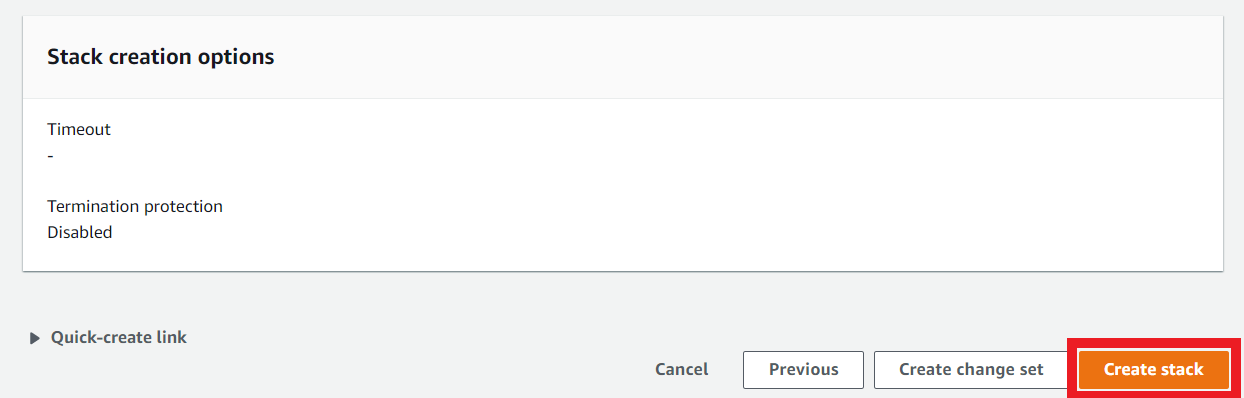 Stack creation options
Timeout
-
Termination protection
Disabled
Quick-create link
Cancel
Previous
Create change set
Create stack